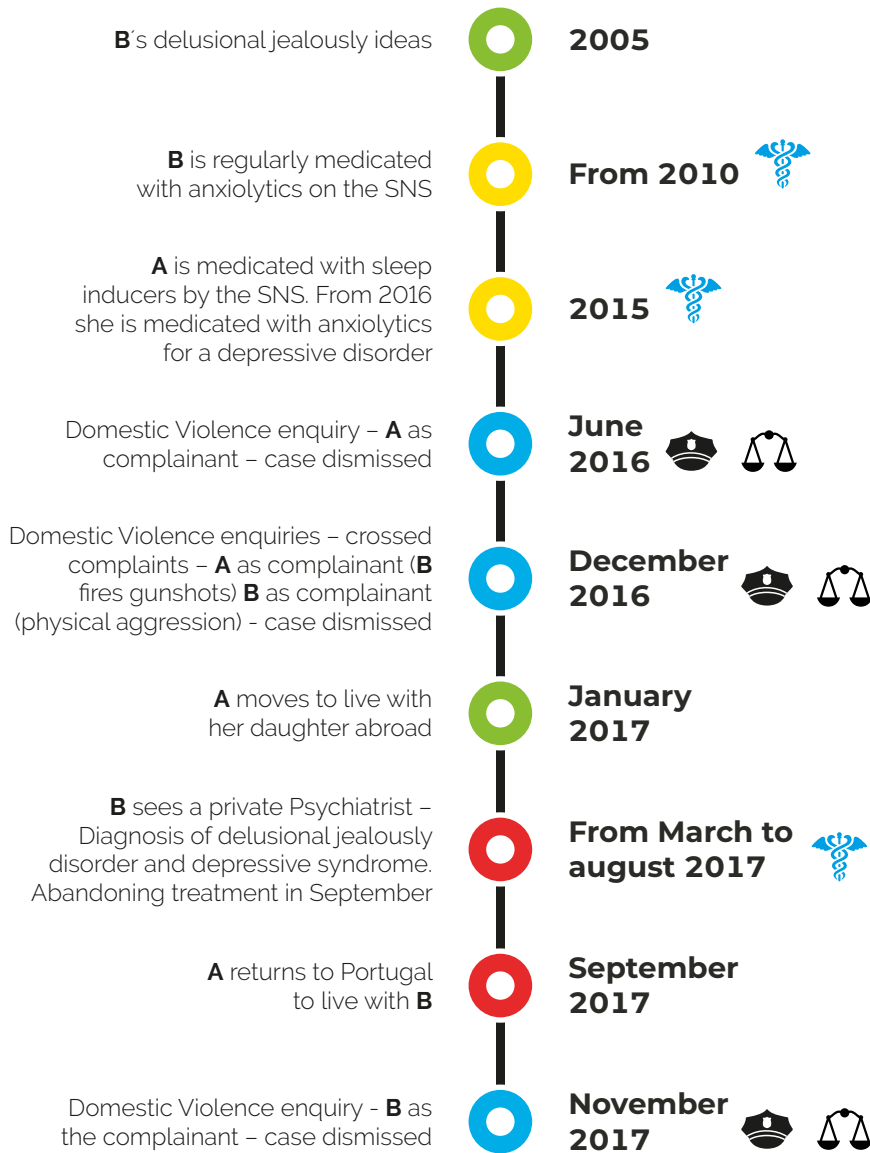 B´s delusional jealously ideas
2005
B is regularly medicated
with anxiolytics on the SNS
From 2010
A is medicated with sleep
inducers by the SNS. From 2016
she is medicated with anxiolytics
for a depressive disorder
2015
Domestic Violence enquiry – A as
complainant – case dismissed
June
2016
Domestic Violence enquiries – crossed
complaints – A as complainant (B
fires gunshots) B as complainant
(physical aggression) - case dismissed
December
2016
A moves to live with
her daughter abroad
January
2017
B sees a private Psychiatrist –
Diagnosis of delusional jealously
disorder and depressive syndrome.
Abandoning treatment in September
From March to
august 2017
A returns to Portugal
to live with B
September
2017
Domestic Violence enquiry - B as
the complainant – case dismissed
November
2017